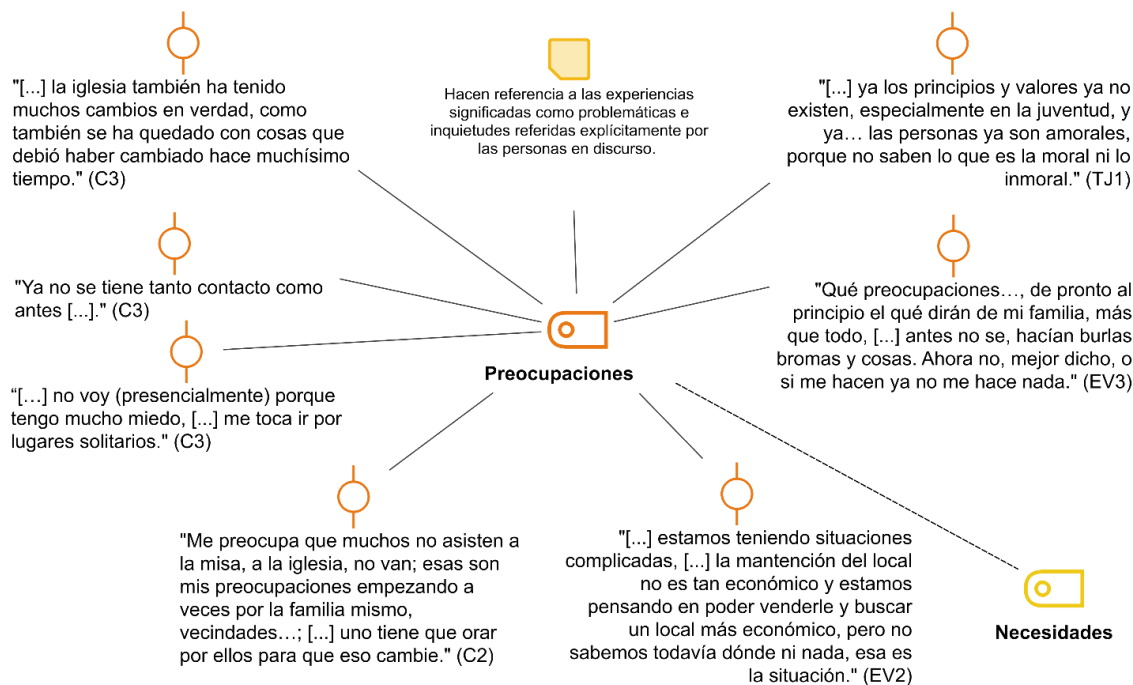 "[...] la iglesia también ha tenido
muchos cambios en verdad, como
también se ha quedado con cosas que
debió haber cambiado hace muchísimo
tiempo." (C3)
Hacen referencia a las experiencias
significadas como problemáticas e
inquietudes referidas explícitamente por
las personas en discurso.
"[...] ya los principios y valores ya no
existen, especialmente en la juventud, y
ya… las personas ya son amorales,
porque no saben lo que es la moral ni lo
inmoral." (TJ1)
"Ya no se tiene tanto contacto como
antes [...]." (C3)
"Qué preocupaciones…, de pronto al
principio el qué dirán de mi familia, más
que todo, [...] antes no se, hacían burlas
bromas y cosas. Ahora no, mejor dicho, o
si me hacen ya no me hace nada." (EV3)
“[…] no voy (presencialmente) porque
tengo mucho miedo, [...] me toca ir por
lugares solitarios." (C3)
Preocupaciones
"Me preocupa que muchos no asisten a
la misa, a la iglesia, no van; esas son
mis preocupaciones empezando a
veces por la familia mismo,
vecindades…; [...] uno tiene que orar
por ellos para que eso cambie." (C2)
"[...] estamos teniendo situaciones
complicadas, [...] la mantención del local
no es tan económico y estamos
pensando en poder venderle y buscar
un local más económico, pero no
sabemos todavía dónde ni nada, esa es
la situación." (EV2)
Necesidades